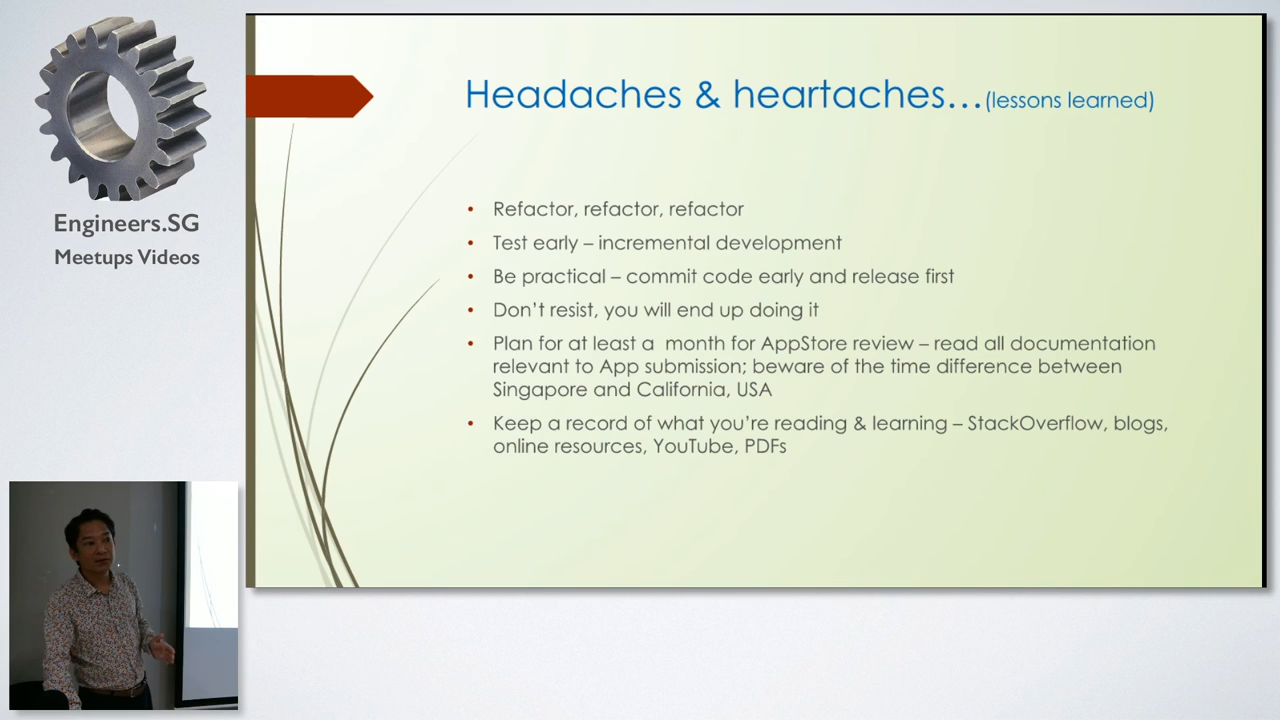 Engineers.SG
Meetups Videos
Headaches & heartaches…(lessons learned)
• Refactor, refactor, refactor
• Test early – incremental development
• Be practical – commit code early and release first
• Don’t resist, you will end up doing it
• Plan for at least a  month for AppStore review – read all documentation
relevant to App submission; beware of the time difference between
Singapore and California, USA
• Keep a record of what you’re reading & learning – StackOverflow, blogs,
online resources, YouTube, PDFs